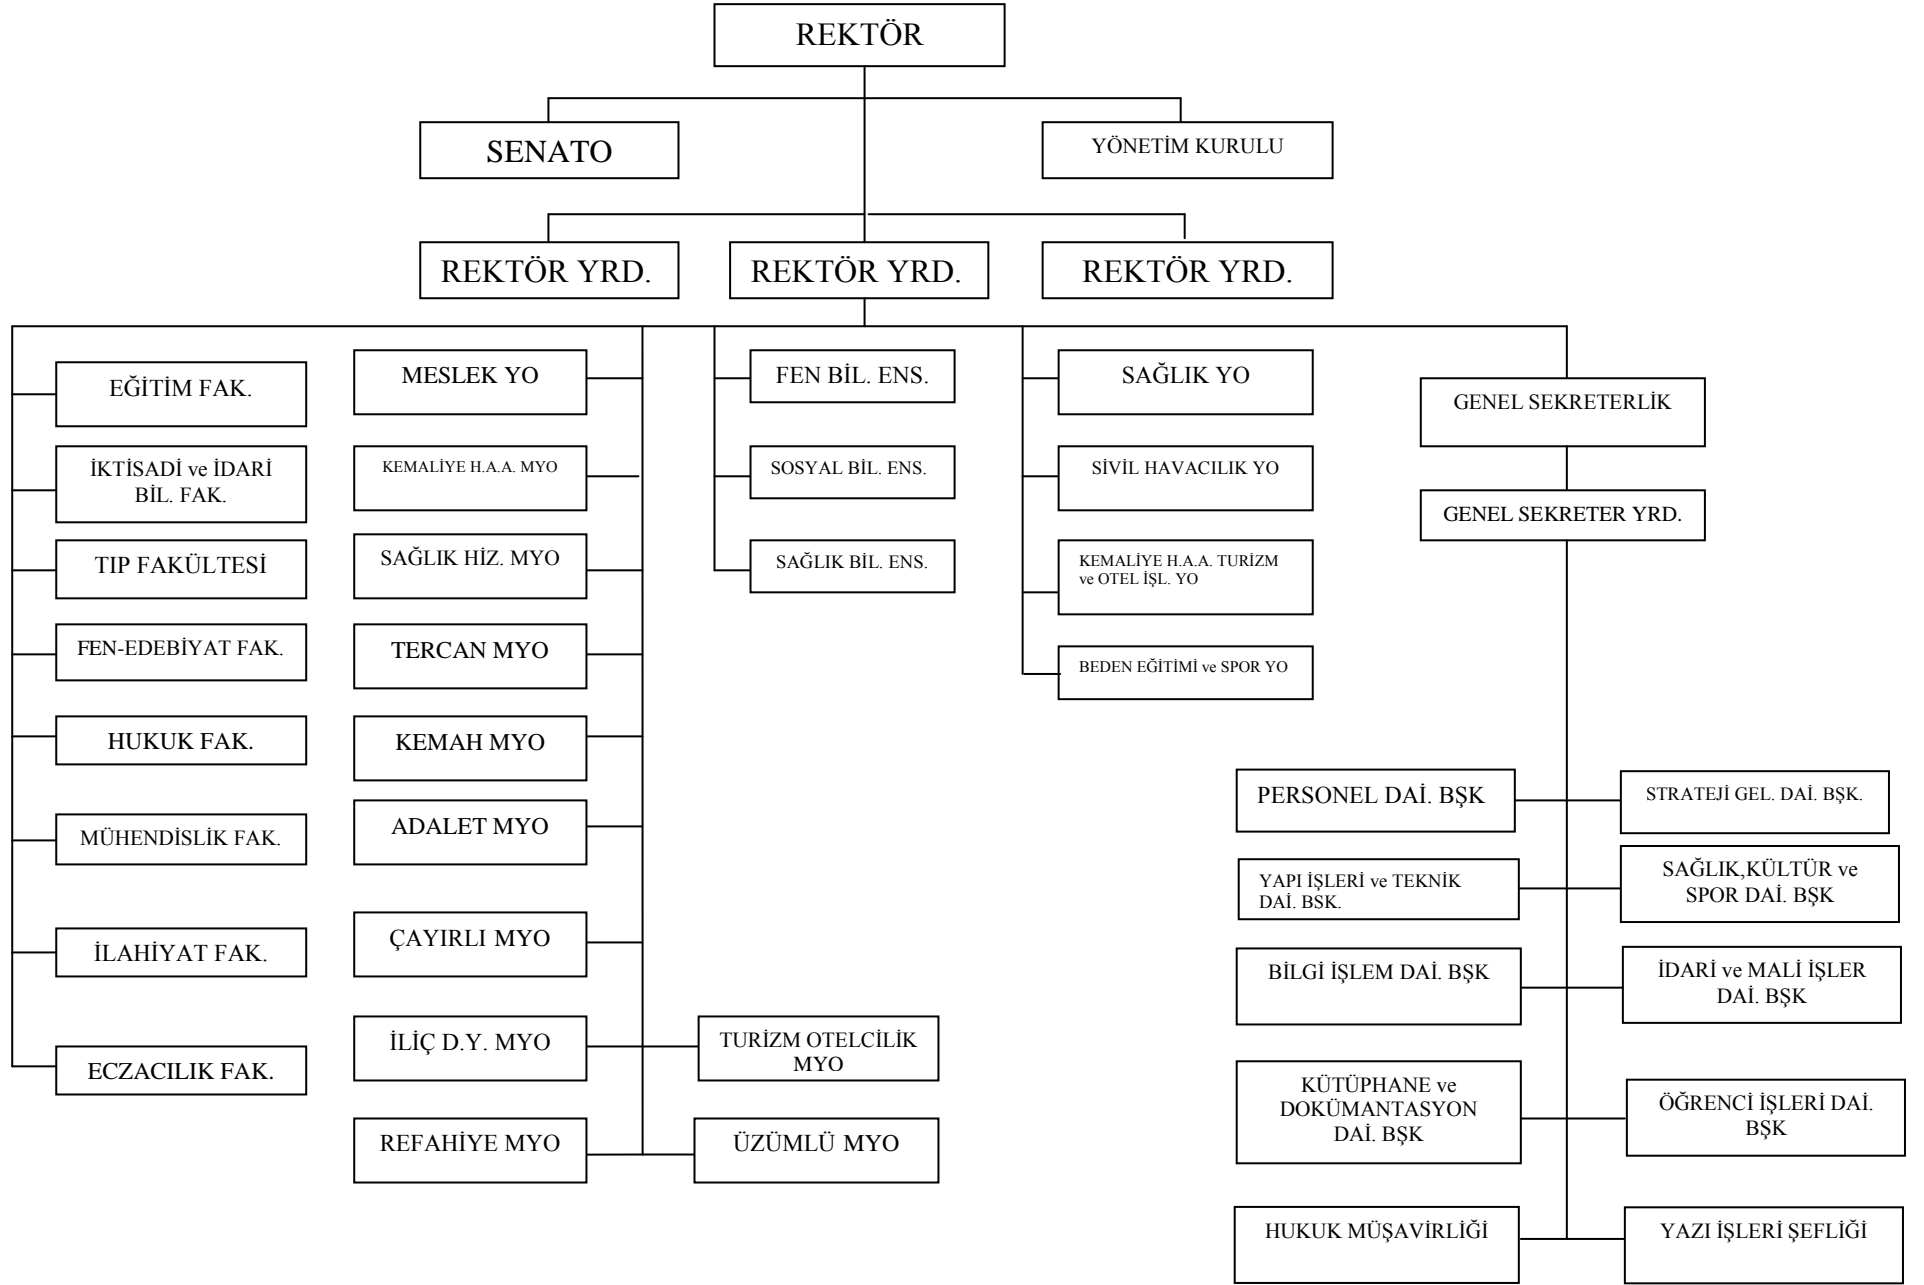 REKTÖR
SENATO
YÖNETİM KURULU
REKTÖR YRD.
REKTÖR YRD.
REKTÖR YRD.
EĞİTİM FAK.
İKTİSADİ ve İDARİ
BİL. FAK.
TIP FAKÜLTESİ
FEN-EDEBİYAT FAK.
HUKUK FAK.
MÜHENDİSLİK FAK.
İLAHİYAT FAK.
ECZACILIK FAK.
MESLEK YO
KEMALİYE H.A.A. MYO
SAĞLIK HİZ. MYO
TERCAN MYO
KEMAH MYO
ADALET MYO
ÇAYIRLI MYO
İLİÇ D.Y. MYO
REFAHİYE MYO
TURİZM OTELCİLİK
MYO
ÜZÜMLÜ MYO
FEN BİL. ENS.
SOSYAL BİL. ENS.
SAĞLIK BİL. ENS.
SAĞLIK YO
SİVİL HAVACILIK YO
KEMALİYE H.A.A. TURİZM
ve OTEL İŞL. YO
BEDEN EĞİTİMİ ve SPOR YO
GENEL SEKRETERLİK
GENEL SEKRETER YRD.
PERSONEL DAİ. BŞK
STRATEJİ GEL. DAİ. BŞK.
YAPI İŞLERİ ve TEKNİK
DAİ. BSK.
SAĞLIK,KÜLTÜR ve
SPOR DAİ. BŞK
BİLGİ İŞLEM DAİ. BŞK
İDARİ ve MALİ İŞLER
DAİ. BŞK
KÜTÜPHANE ve
DOKÜMANTASYON
DAİ. BŞK
ÖĞRENCİ İŞLERİ DAİ.
BŞK
HUKUK MÜŞAVİRLİĞİ
YAZI İŞLERİ ŞEFLİĞİ